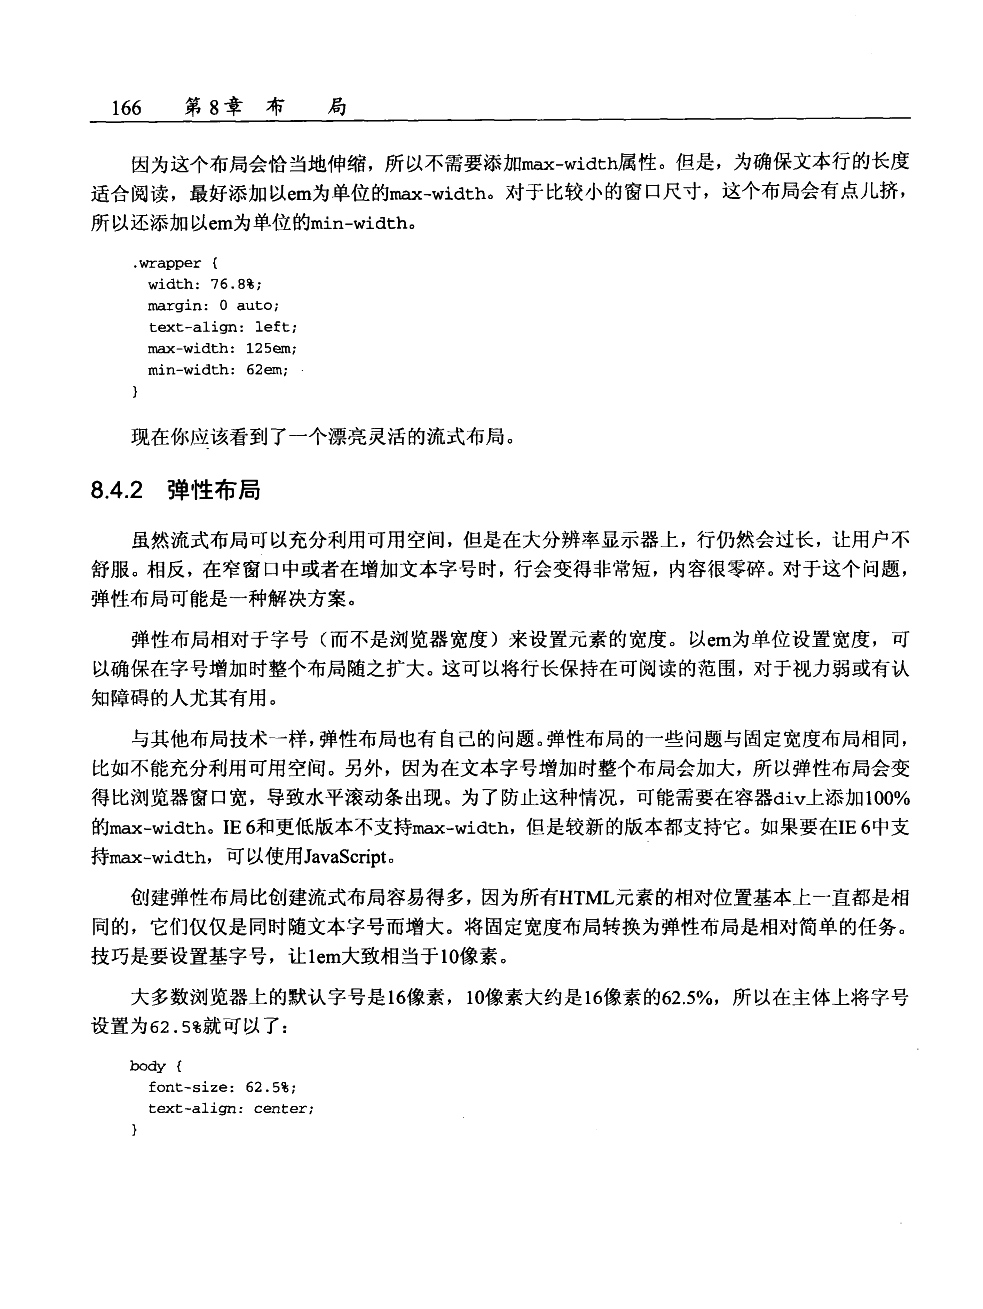 166 第8章 布 局
因为这个布局会恰当地伸缩，所以不需要添加max-width属性。但是，为确保文本行的长度
适合阅读，最好添加以em为单位的max-width。对于比较小的窗口尺寸，这个布局会有点儿挤，
所以还添加以em为单位的min-width。
.wrapper {
width: 76.8%;
margin: 0 auto;
text-align: left;
max-width: 125em;
min-width: 62em;
}
现在你应该看到了一个漂亮灵活的流式布局。
8.4.2 弹性布局
虽然流式布局可以充分利用可用空间，但是在大分辨率显示器上，行仍然会过长，让用户不
舒服。相反，在窄窗口中或者在增加文本字号时，行会变得非常短，内容很零碎。对于这个问题，
弹性布局可能是一种解决方案。
弹性布局相对于字号（而不是浏览器宽度）来设置元素的宽度。以em为单位设置宽度，可
以确保在字号增加时整个布局随之扩大。这可以将行长保持在可阅读的范围，对于视力弱或有认
知障碍的人尤其有用。
与其他布局技术一样，弹性布局也有自己的问题。弹性布局的一些问题与固定宽度布局相同，
比如不能充分利用可用空间。另外，因为在文本字号增加时整个布局会加大，所以弹性布局会变
得比浏览器窗口宽，导致水平滚动条出现。为了防止这种情况，可能需要在容器div上添加100%
的max-width。IE 6和更低版本不支持max-width，但是较新的版本都支持它。如果要在IE 6中支
持max-width，可以使用JavaScript。
创建弹性布局比创建流式布局容易得多，因为所有HTML元素的相对位置基本上一直都是相
同的，它们仅仅是同时随文本字号而增大。将固定宽度布局转换为弹性布局是相对简单的任务。
技巧是要设置基字号，让1em大致相当于10像素。
大多数浏览器上的默认字号是16像素，10像素大约是16像素的62.5%，所以在主体上将字号
设置为62.5%就可以了：
body {
font-size: 62.5%;
text-align: center;
}